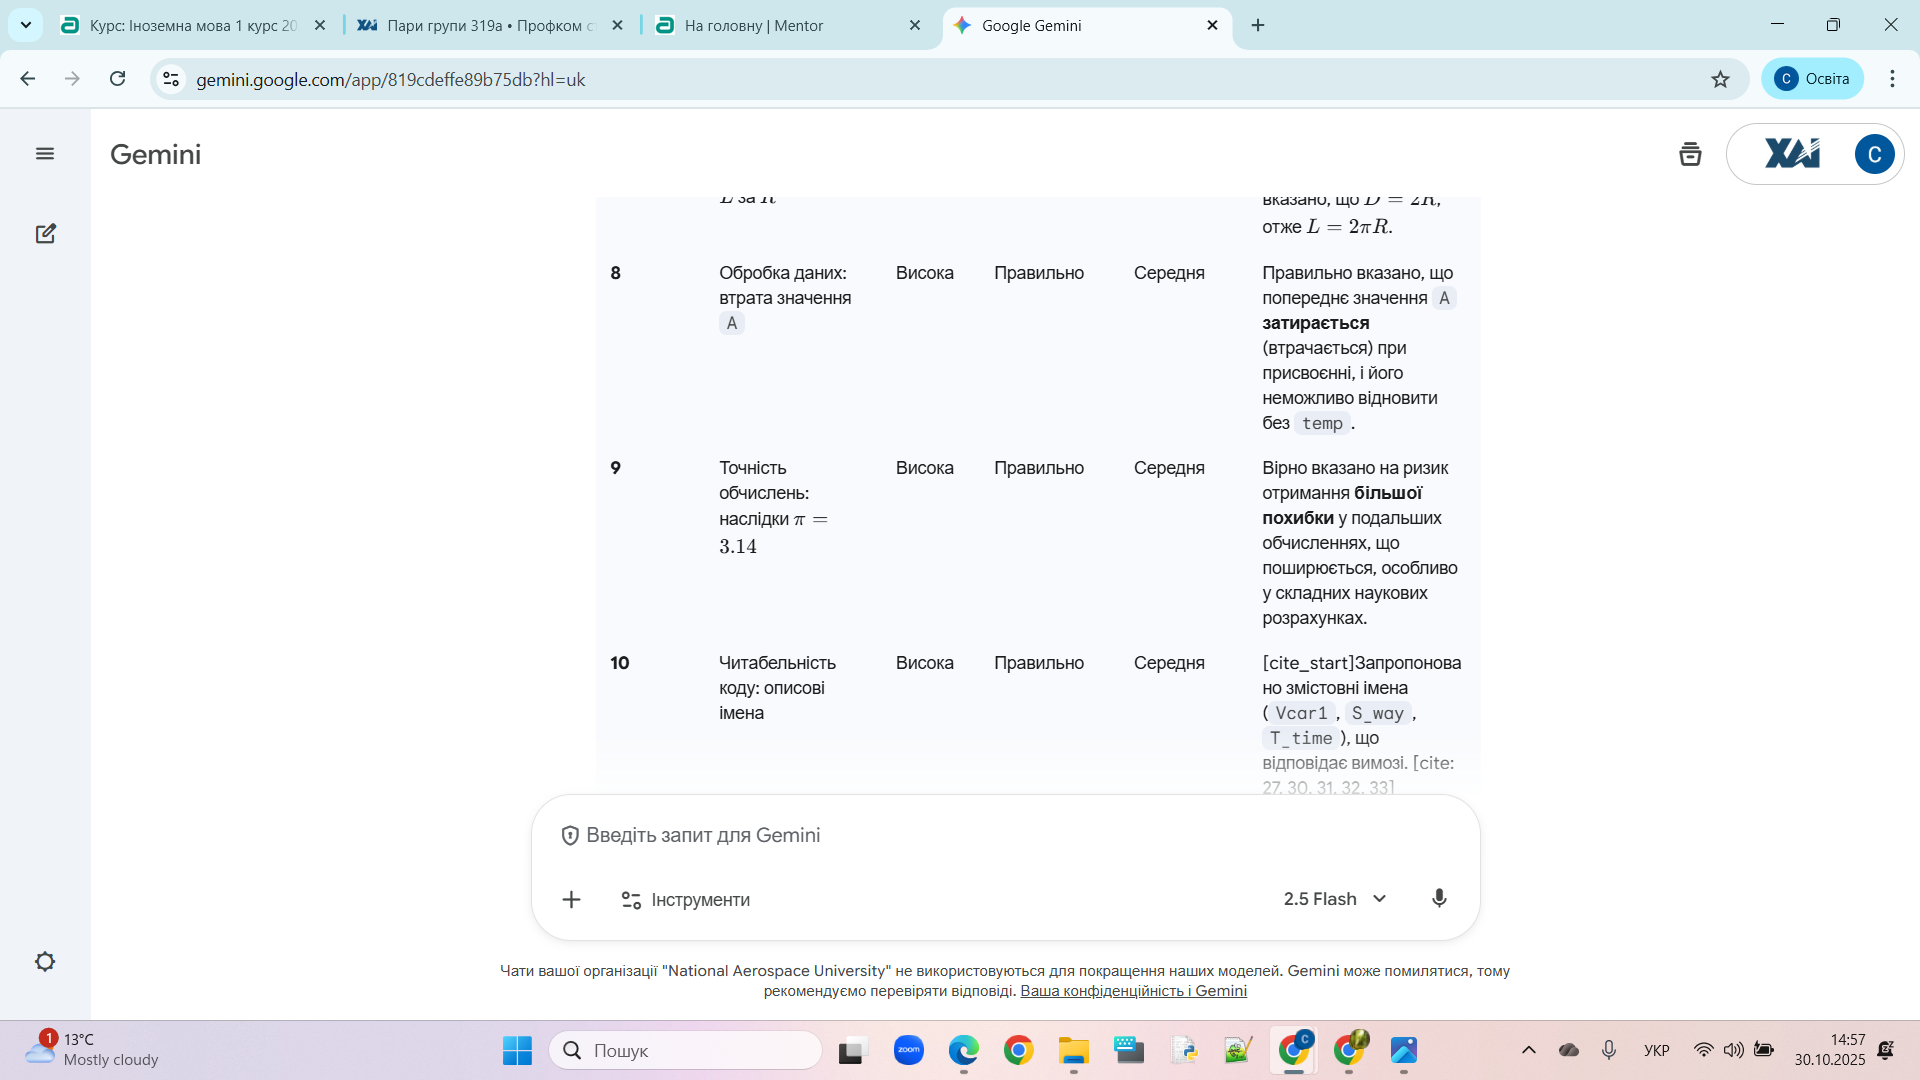 Курс: Іноземна мова 1 курс 20
Пари групи 319а • Профком ст
На головну | Mentor
Google Gemini
gemini.google.com/app/819cdeffe89b75db?hl=uk
С Освіта
Gemini
XAI
С
L за R
вказано, що D = 2R,
отже L = 2πR.
8
Обробка даних:
втрата значення
A
Висока
Правильно
Середня
Правильно вказано, що
попереднє значення A
затирається
(втрачається) при
присвоєнні, і його
неможливо відновити
без temp.
9
Точність
обчислень:
наслідки π =
3.14
Висока
Правильно
Середня
Вірно вказано на ризик
отримання більшої
похибки у подальших
обчисленнях, що
поширюється, особливо
у складних наукових
розрахунках.
10
Читабельність
коду: описові
імена
Висока
Правильно
Середня
[cite_start]Запропонова
но змістовні імена
(Vcar1, S_way,
T_time), що
відповідає вимозі. [cite:
27, 30, 31, 32, 33]
Введіть запит для Gemini
Інструменти
2.5 Flash
Чати вашої організації "National Aerospace University" не використовуються для покращення наших моделей. Gemini може помилятися, тому
рекомендуємо перевіряти відповіді. Ваша конфіденційність і Gemini
1
13°C
Mostly cloudy
Пошук
zoom
C
УКР
14:57
30.10.2025